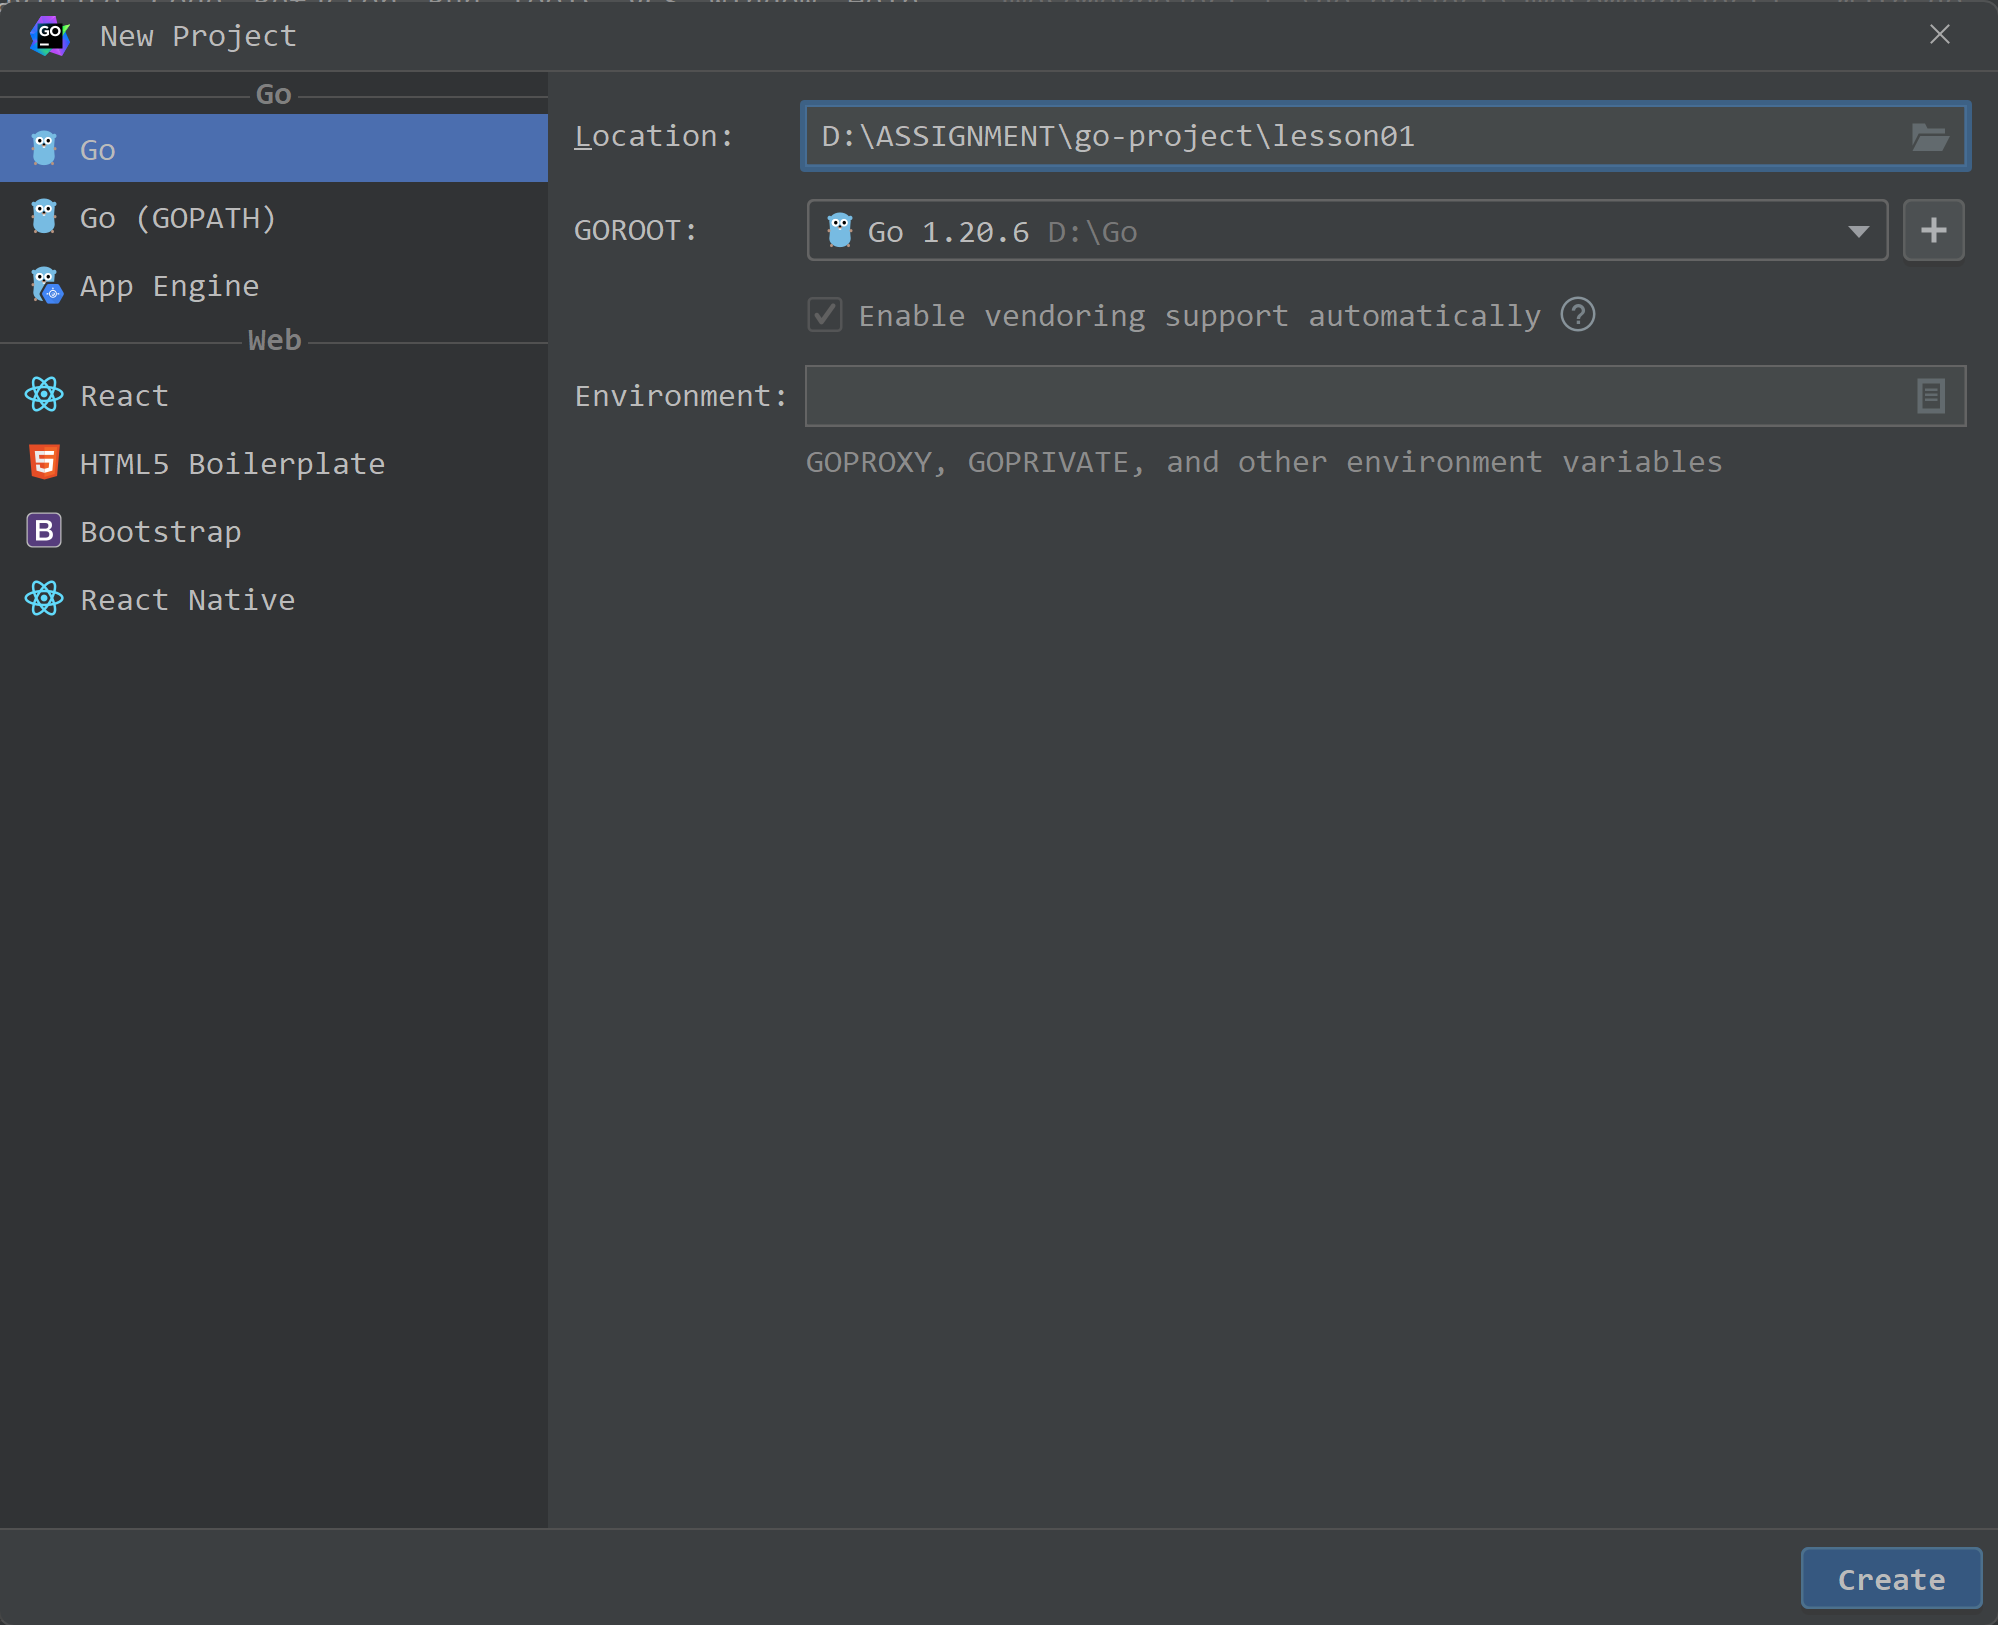 New Project
Go
Go
Go (GOPATH)
App Engine
Web
React
HTML5 Boilerplate
Bootstrap
React Native
Location: D:\ASSIGNMENT\go-project\lesson01
GOROOT: Go 1.20.6 D:\Go
Enable vendoring support automatically
Environment:
GOPROXY, GOPRIVATE, and other environment variables
Create